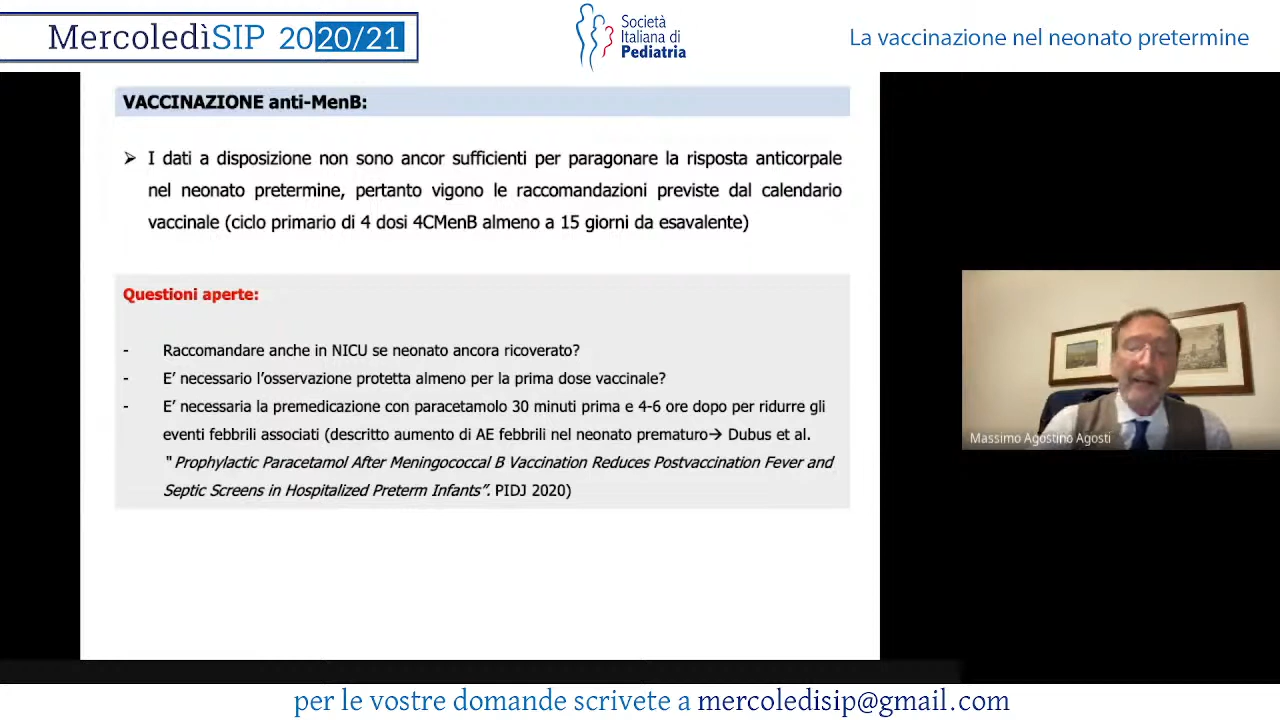 MercoledìSIP 2020/21
Società
Italiana di
Pediatria
La vaccinazione nel neonato pretermine
VACCINAZIONE anti-MenB:
➢ I dati a disposizione non sono ancor sufficienti per paragonare la risposta anticorpale
nel neonato pretermine, pertanto vigono le raccomandazioni previste dal calendario
vaccinale (ciclo primario di 4 dosi 4CMenB almeno a 15 giorni da esavalente)
Questioni aperte:
- Raccomandare anche in NICU se neonato ancora ricoverato?
- E' necessario l'osservazione protetta almeno per la prima dose vaccinale?
- E' necessaria la premedicazione con paracetamolo 30 minuti prima e 4-6 ore dopo per ridurre gli
eventi febbrili associati (descritto aumento di AE febbrili nel neonato prematuro→ Dubus et al.
"Prophylactic Paracetamol After Meningococcal B Vaccination Reduces Postvaccination Fever and
Septic Screens in Hospitalized Preterm Infants". PIDJ 2020)
Massimo Agostino Agosti
per le vostre domande scrivete a mercoledisip@gmail.com